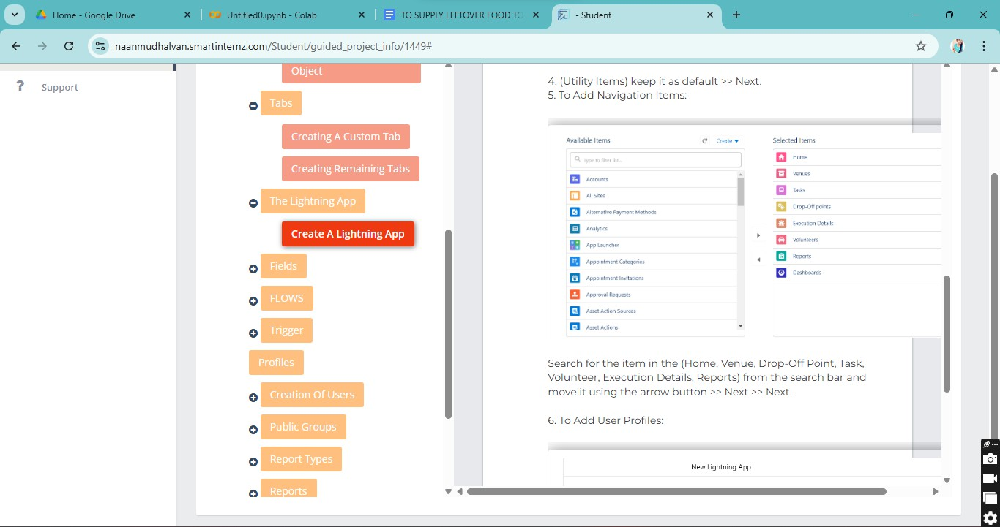 Home - Google Drive
Untitled0.ipynb - Colab
TO SUPPLY LEFTOVER FOOD TO
- Student
naanmudhalvan.smartinternz.com/Student/guided_project_info/1449#
? Support
Object
Tabs
Creating A Custom Tab
Creating Remaining Tabs
The Lightning App
Create A Lightning App
Fields
FLOWS
Trigger
Profiles
Creation Of Users
Public Groups
Report Types
Reports
4. (Utility Items) keep it as default >> Next.
5. To Add Navigation Items:
Available Items
Create
Type to filter list...
Accounts
All Sites
Alternative Payment Methods
Analytics
App Launcher
Appointment Categories
Appointment Invitations
Approval Requests
Asset Action Sources
Asset Actions
Selected Items
Home
Venues
Tasks
Drop-Off points
Execution Details
Volunteers
Reports
Dashboards
Search for the item in the (Home, Venue, Drop-Off Point, Task,
Volunteer, Execution Details, Reports) from the search bar and
move it using the arrow button >> Next >> Next.
6. To Add User Profiles:
New Lightning App